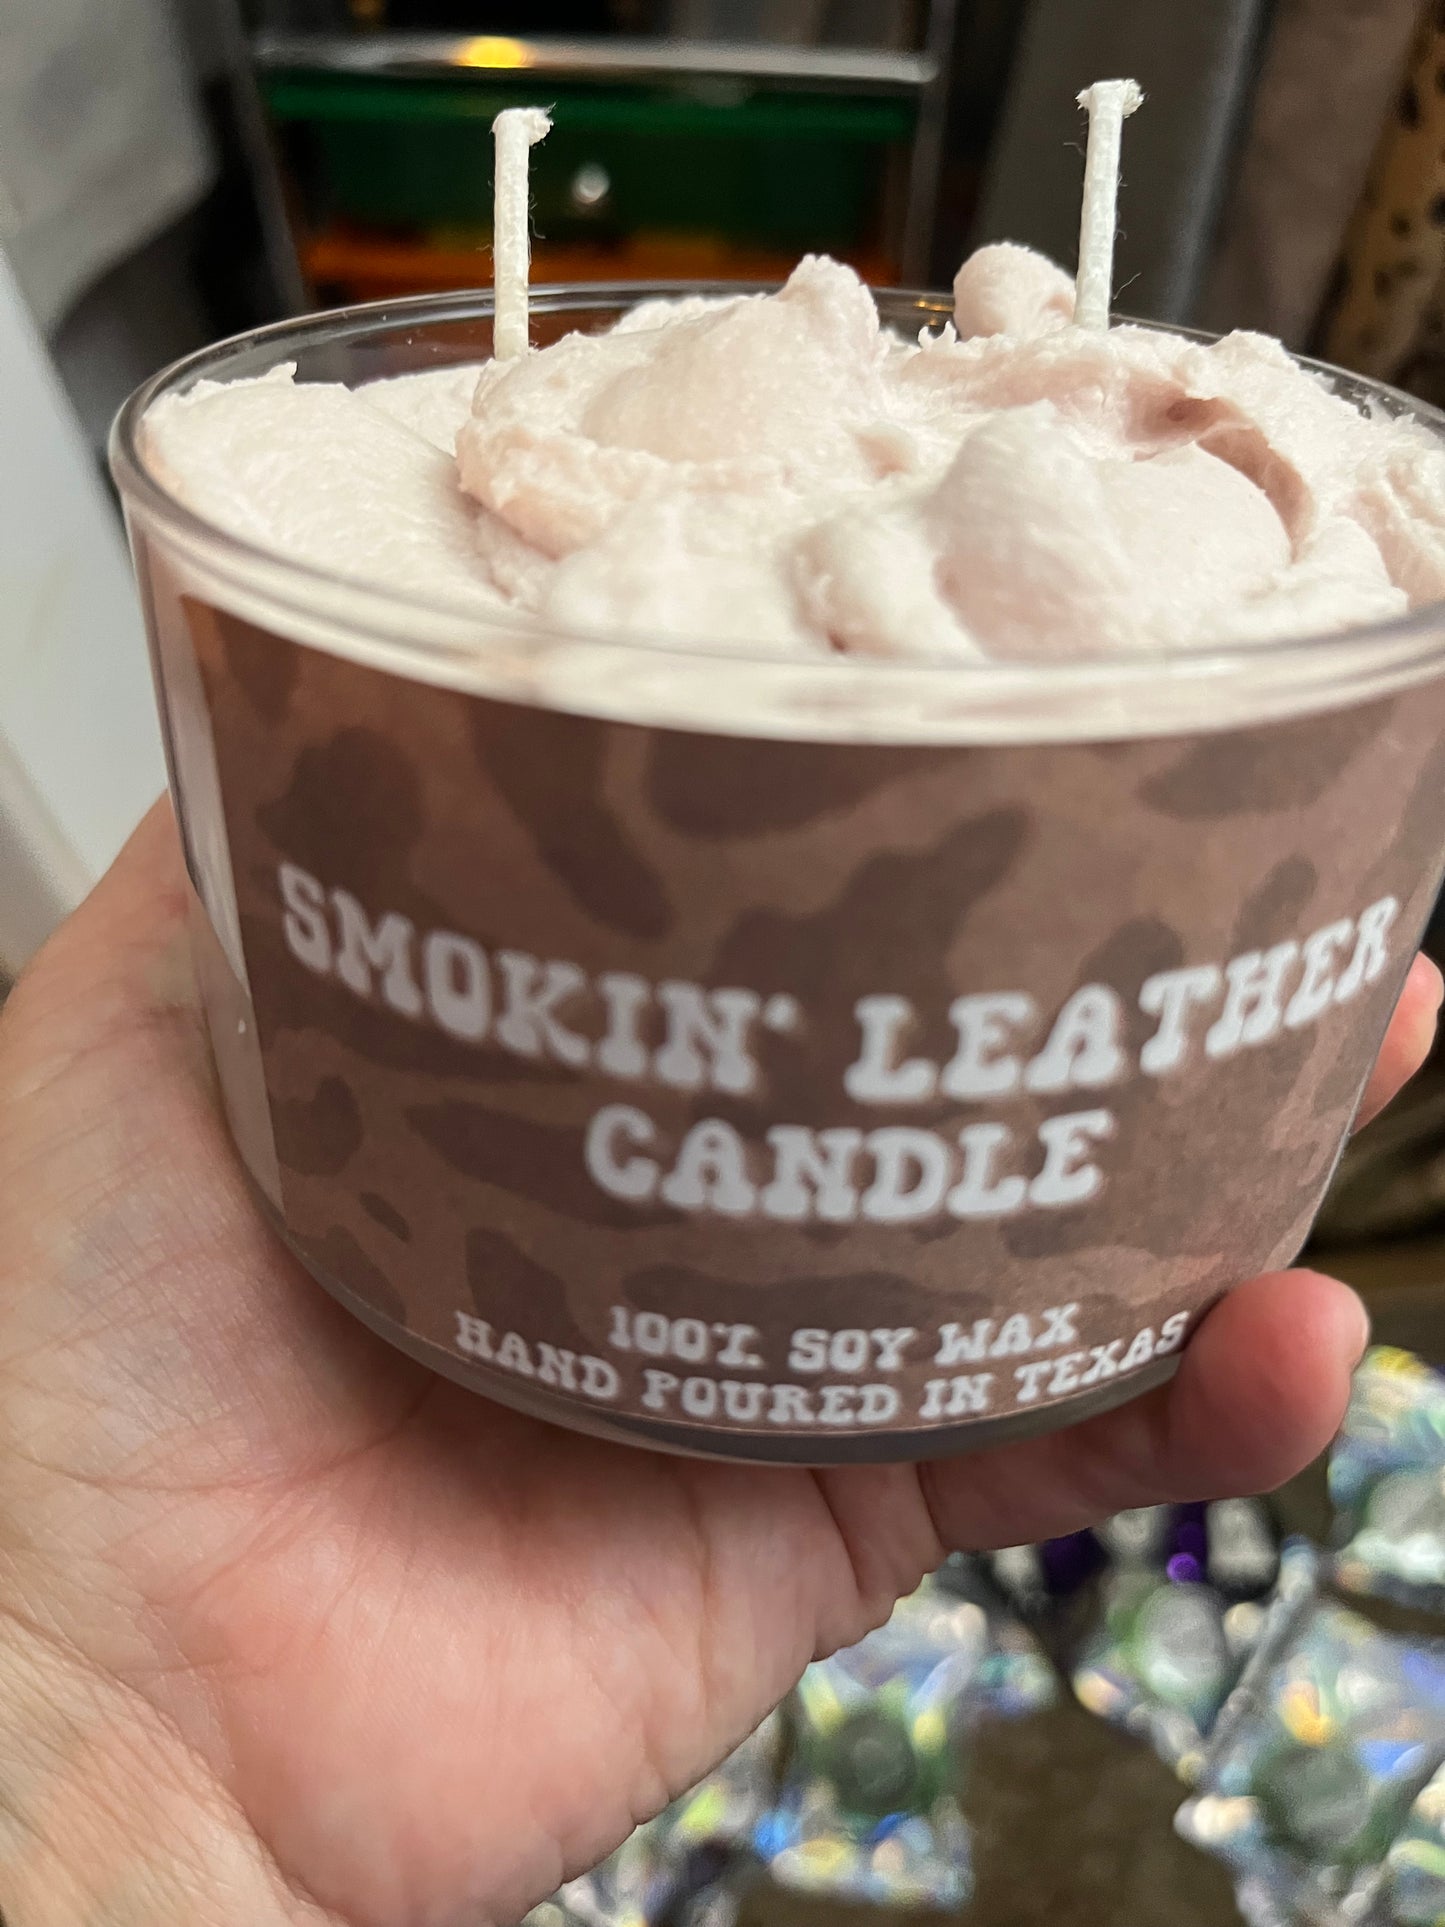 SMOKIN' LEATHER
CANDLE
100% SOY WAX
HAND POURED IN TEXAS